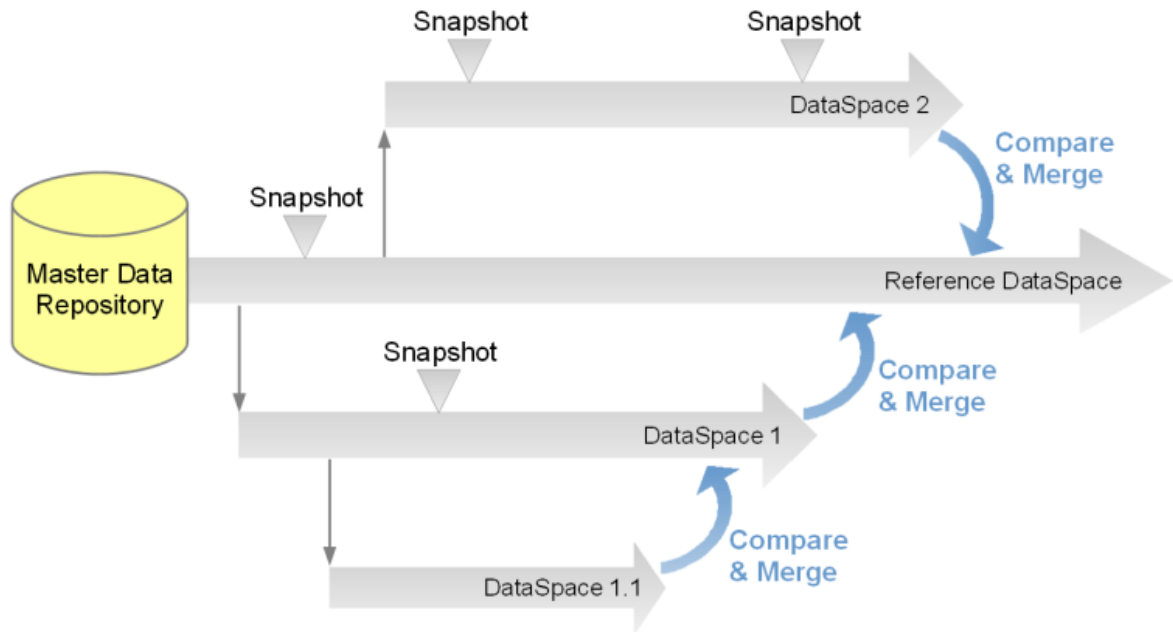 Snapshot
Snapshot
DataSpace 2
Compare
& Merge
Snapshot
Master Data
Repository
Reference DataSpace
Snapshot
Compare
& Merge
DataSpace 1
Compare
& Merge
DataSpace 1.1